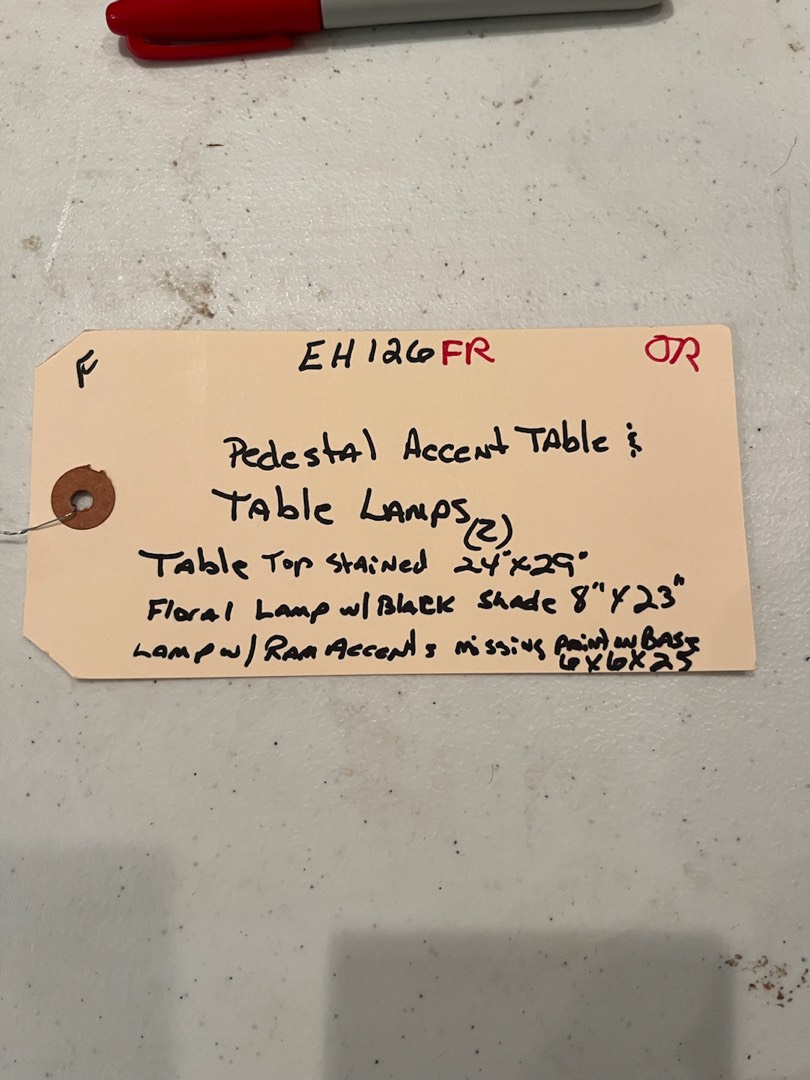 F EH126FR JR
Pedestal Accent Table &
Table Lamps (2)
Table Top Stained 24"x29"
Floral Lamp w/Black Shade 8"x23"
Lamp w/Ram Accents missing paint on Base
6x6x25